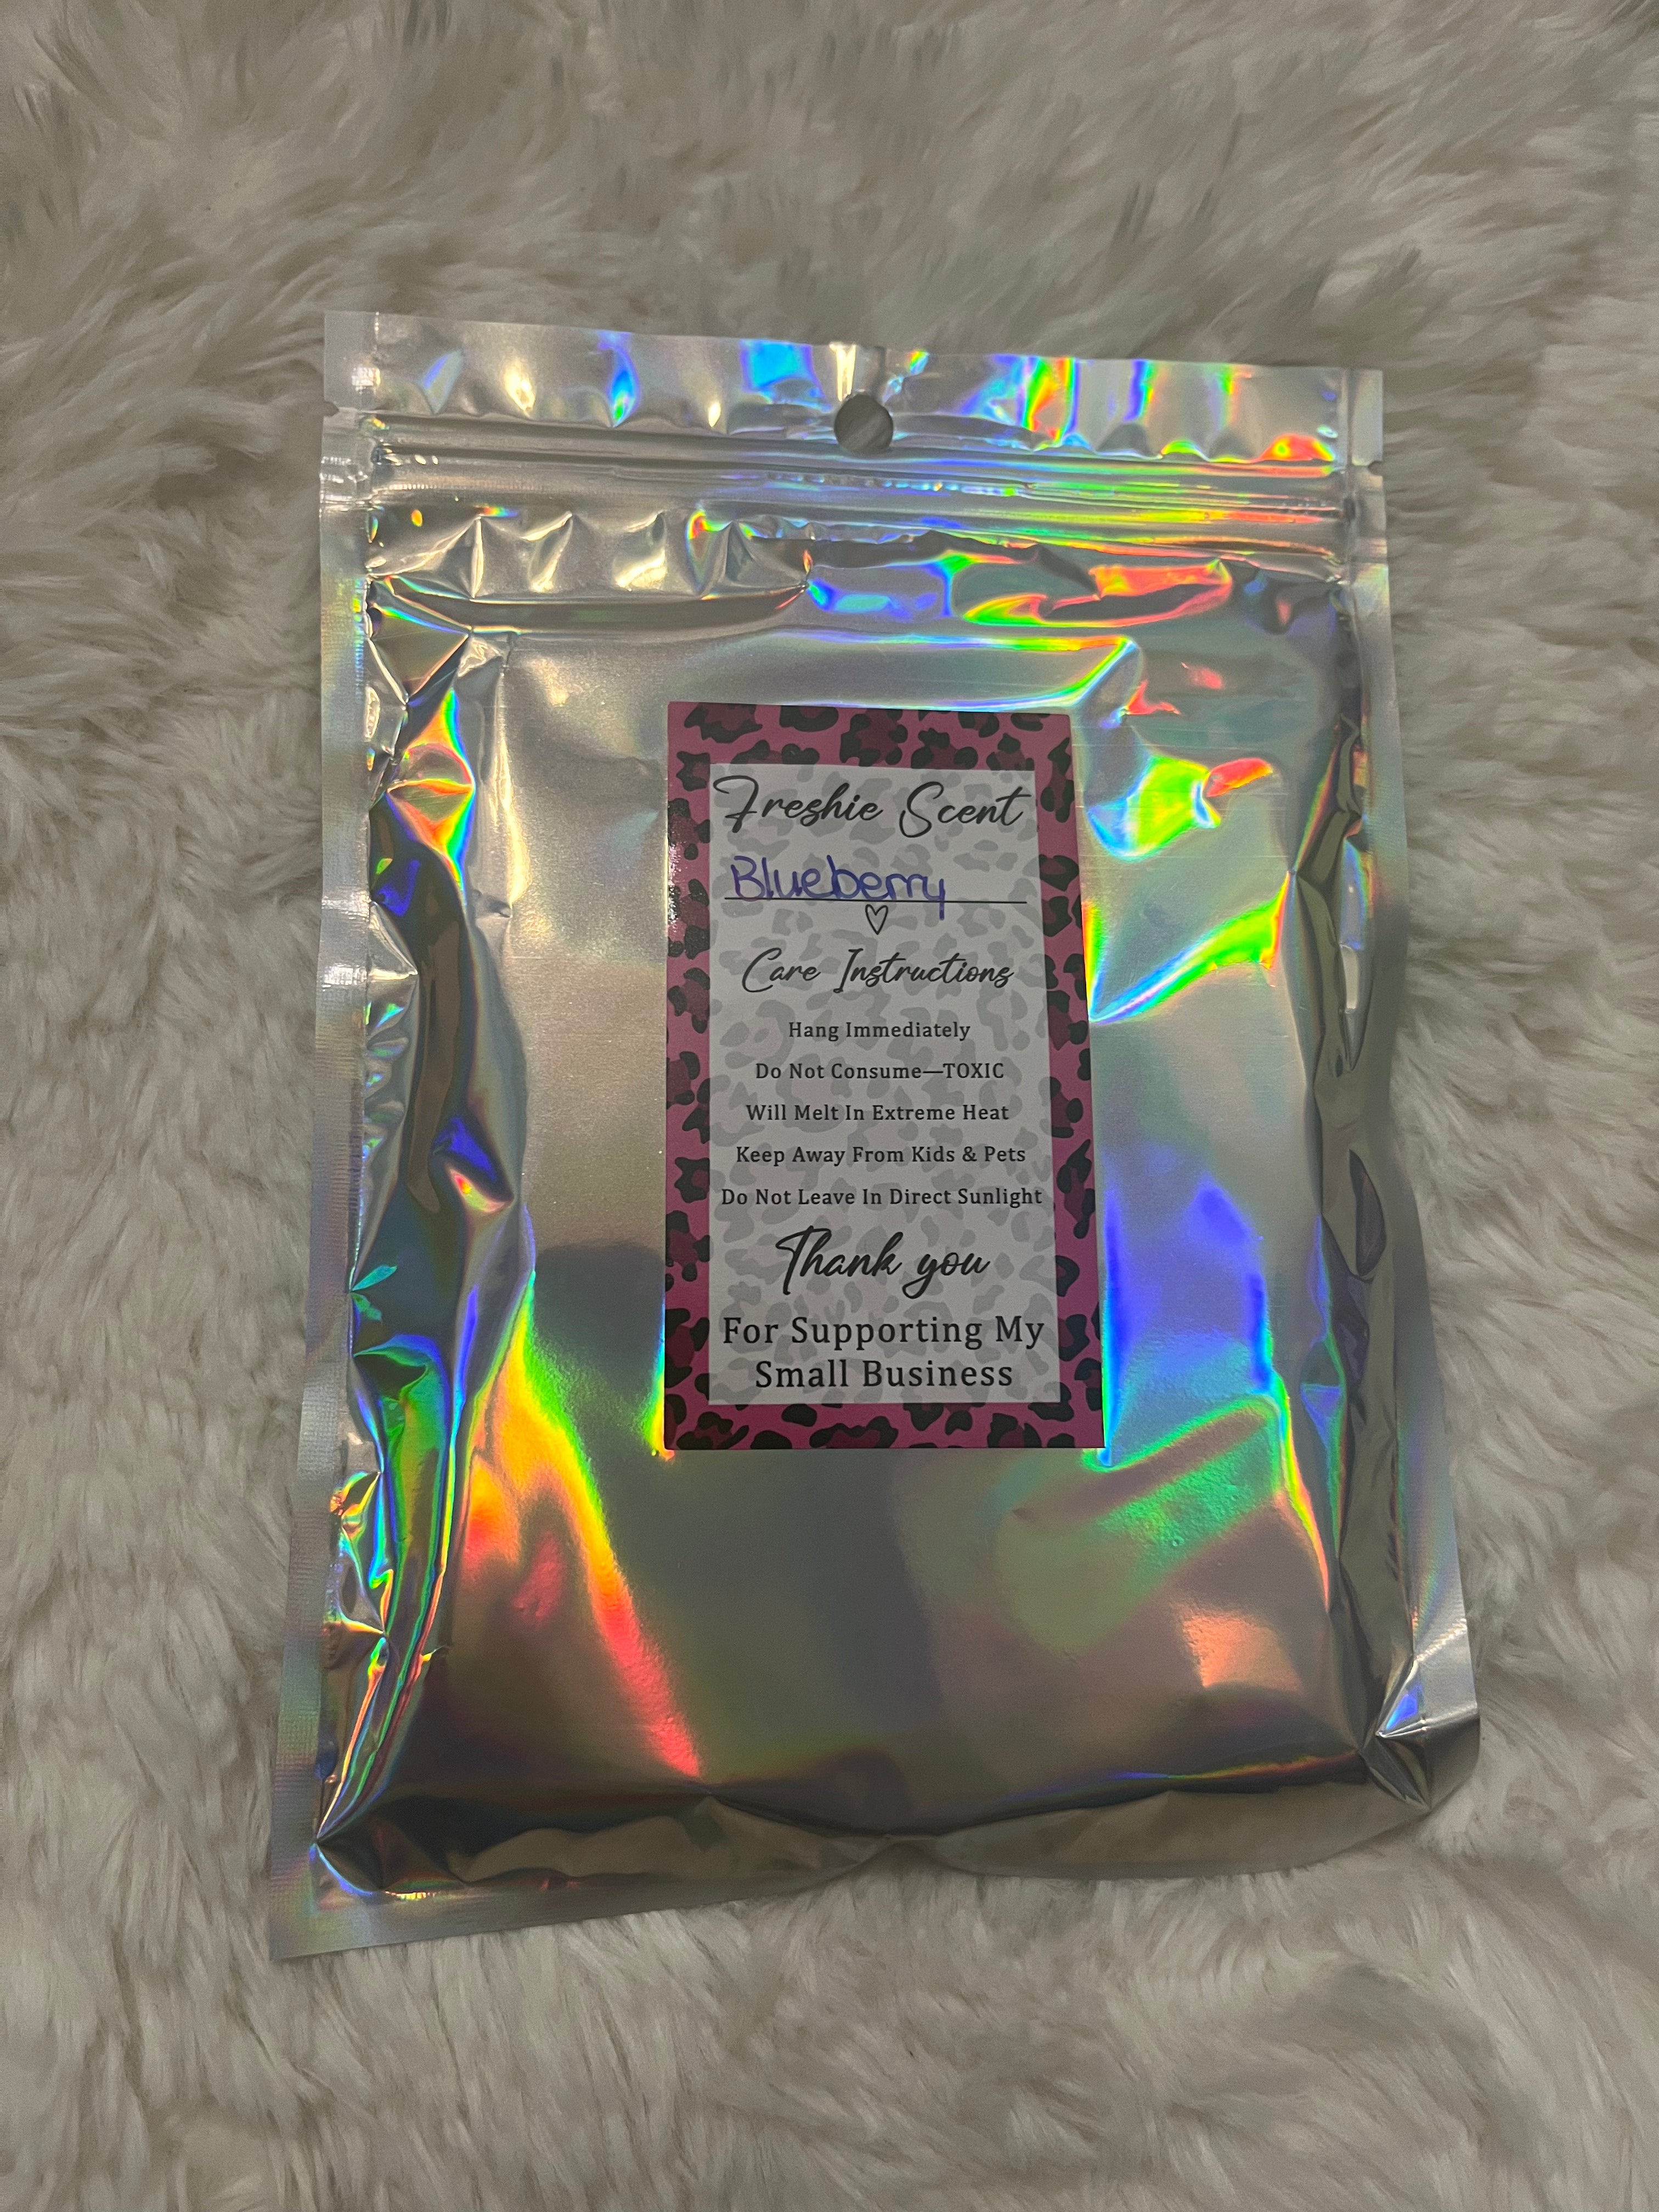 Freshie Scent
Blueberry
Care Instructions
Hang Immediately
Do Not Consume—TOXIC
Will Melt In Extreme Heat
Keep Away From Kids & Pets
Do Not Leave In Direct Sunlight
Thank you
For Supporting My
Small Business